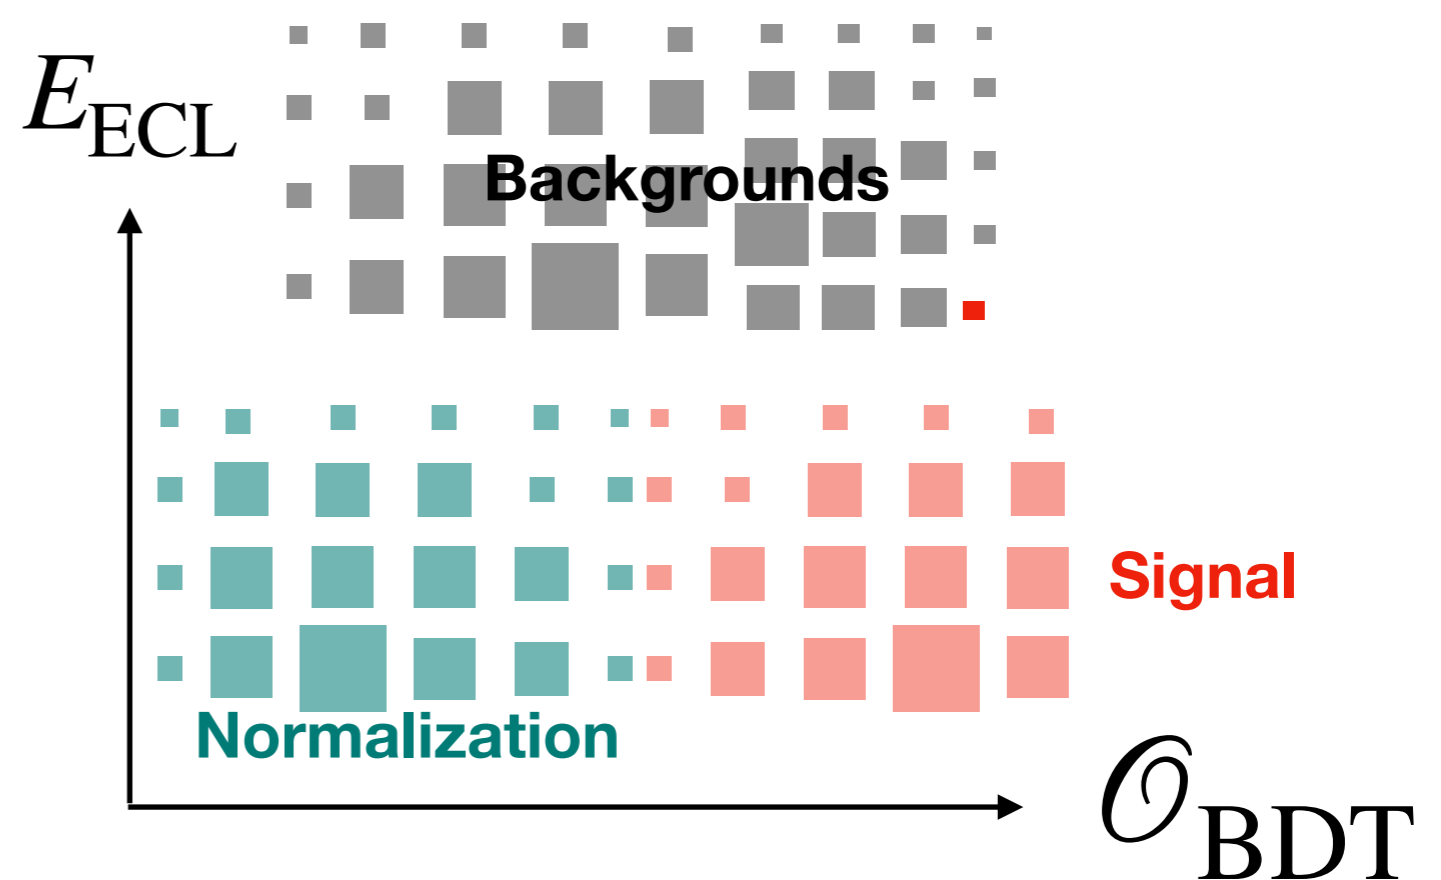 E_ECL
Backgrounds
Signal
Normalization
𝒪_BDT